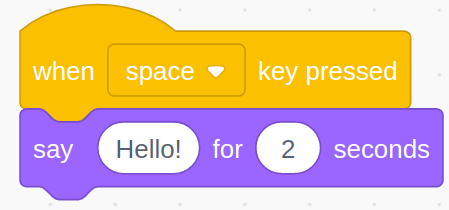 when space key pressed
say Hello! for 2 seconds